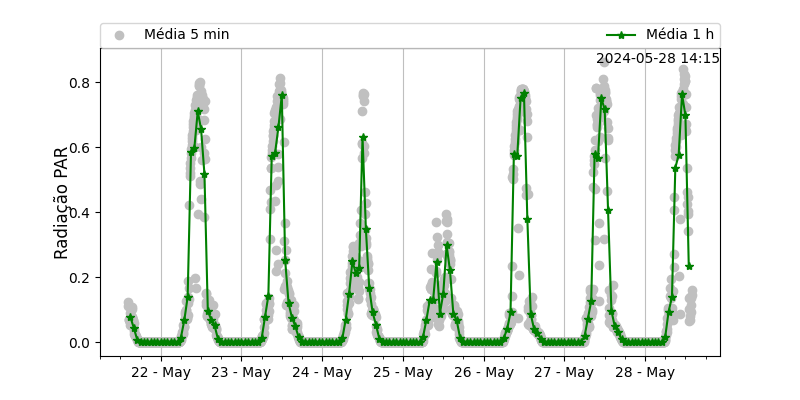 Média 5 min
Média 1 h
2024-05-28 14:15
Radiação PAR
0.8
0.6
0.4
0.2
0.0
22 - May
23 - May
24 - May
25 - May
26 - May
27 - May
28 - May